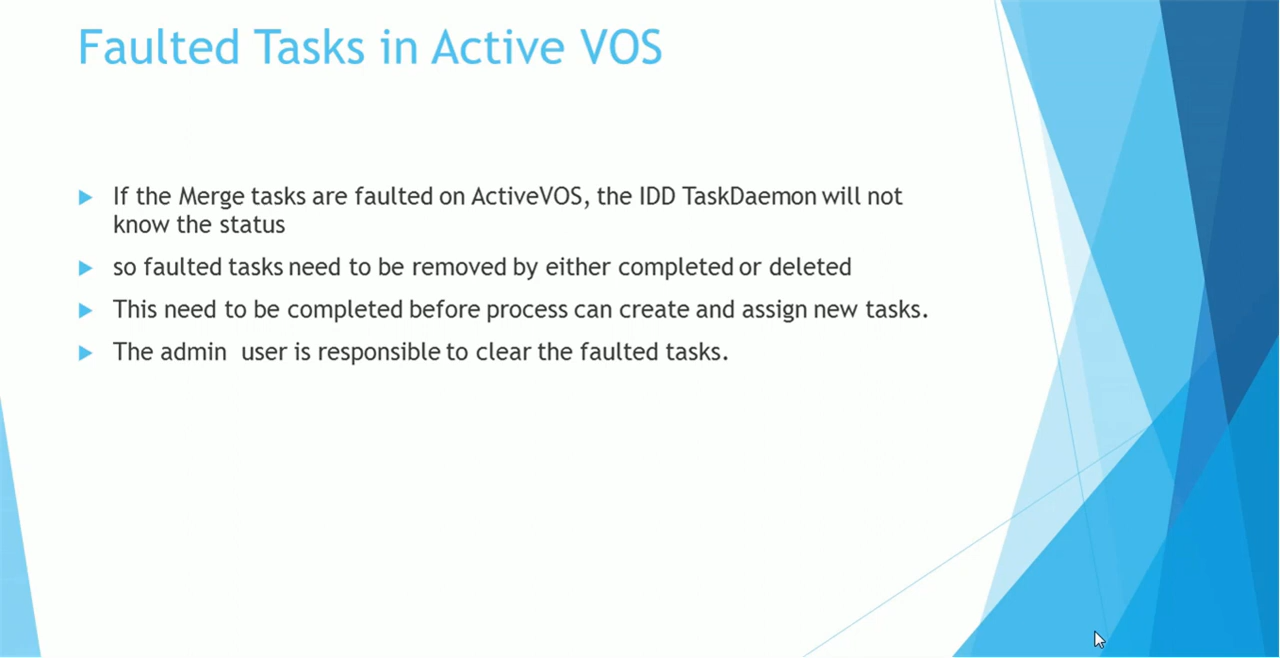 Faulted Tasks in Active VOS
If the Merge tasks are faulted on ActiveVOS, the IDD TaskDaemon will not
know the status
so faulted tasks need to be removed by either completed or deleted
This need to be completed before process can create and assign new tasks.
The admin user is responsible to clear the faulted tasks.